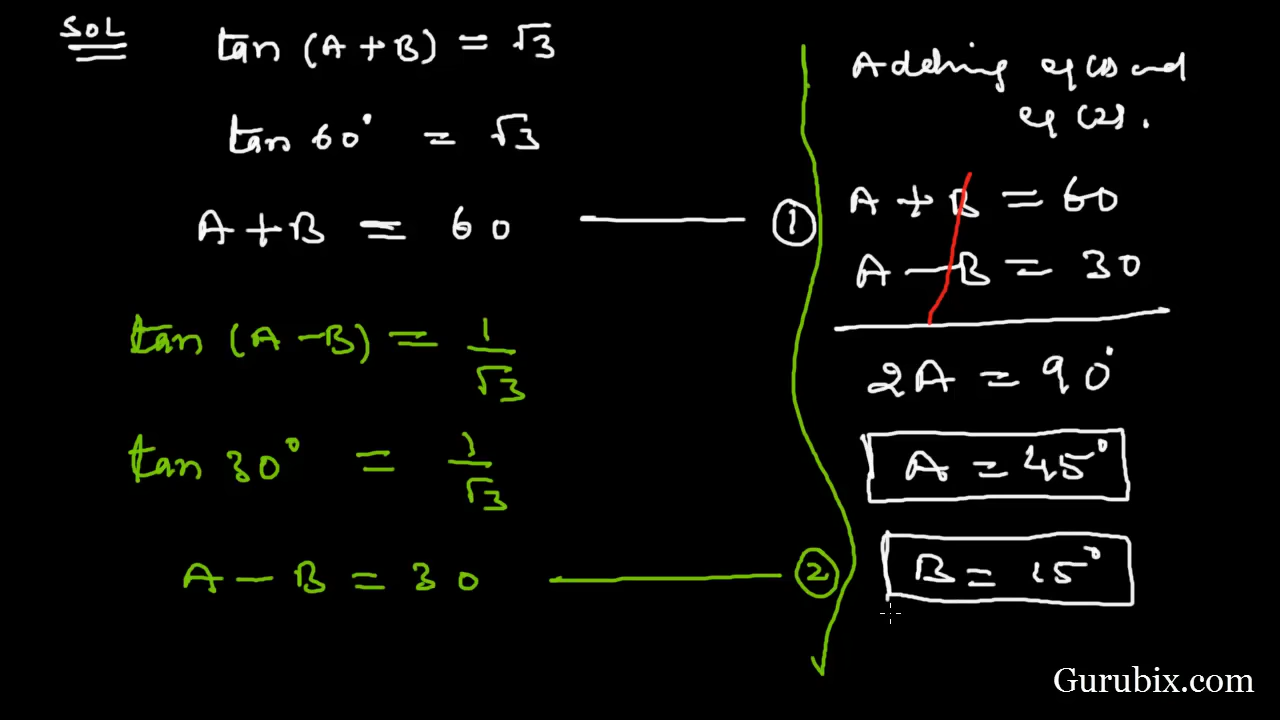 SOL
tan (A + B) = √3
tan 60° = √3
A + B = 60 ——— ①
tan (A − B) = 1/√3
tan 30° = 1/√3
A − B = 30 ——— ②
Adding eq (1) and
eq (2).
A + B = 60
A − B = 30
2A = 90°
A = 45°
B = 15°
Gurubix.com